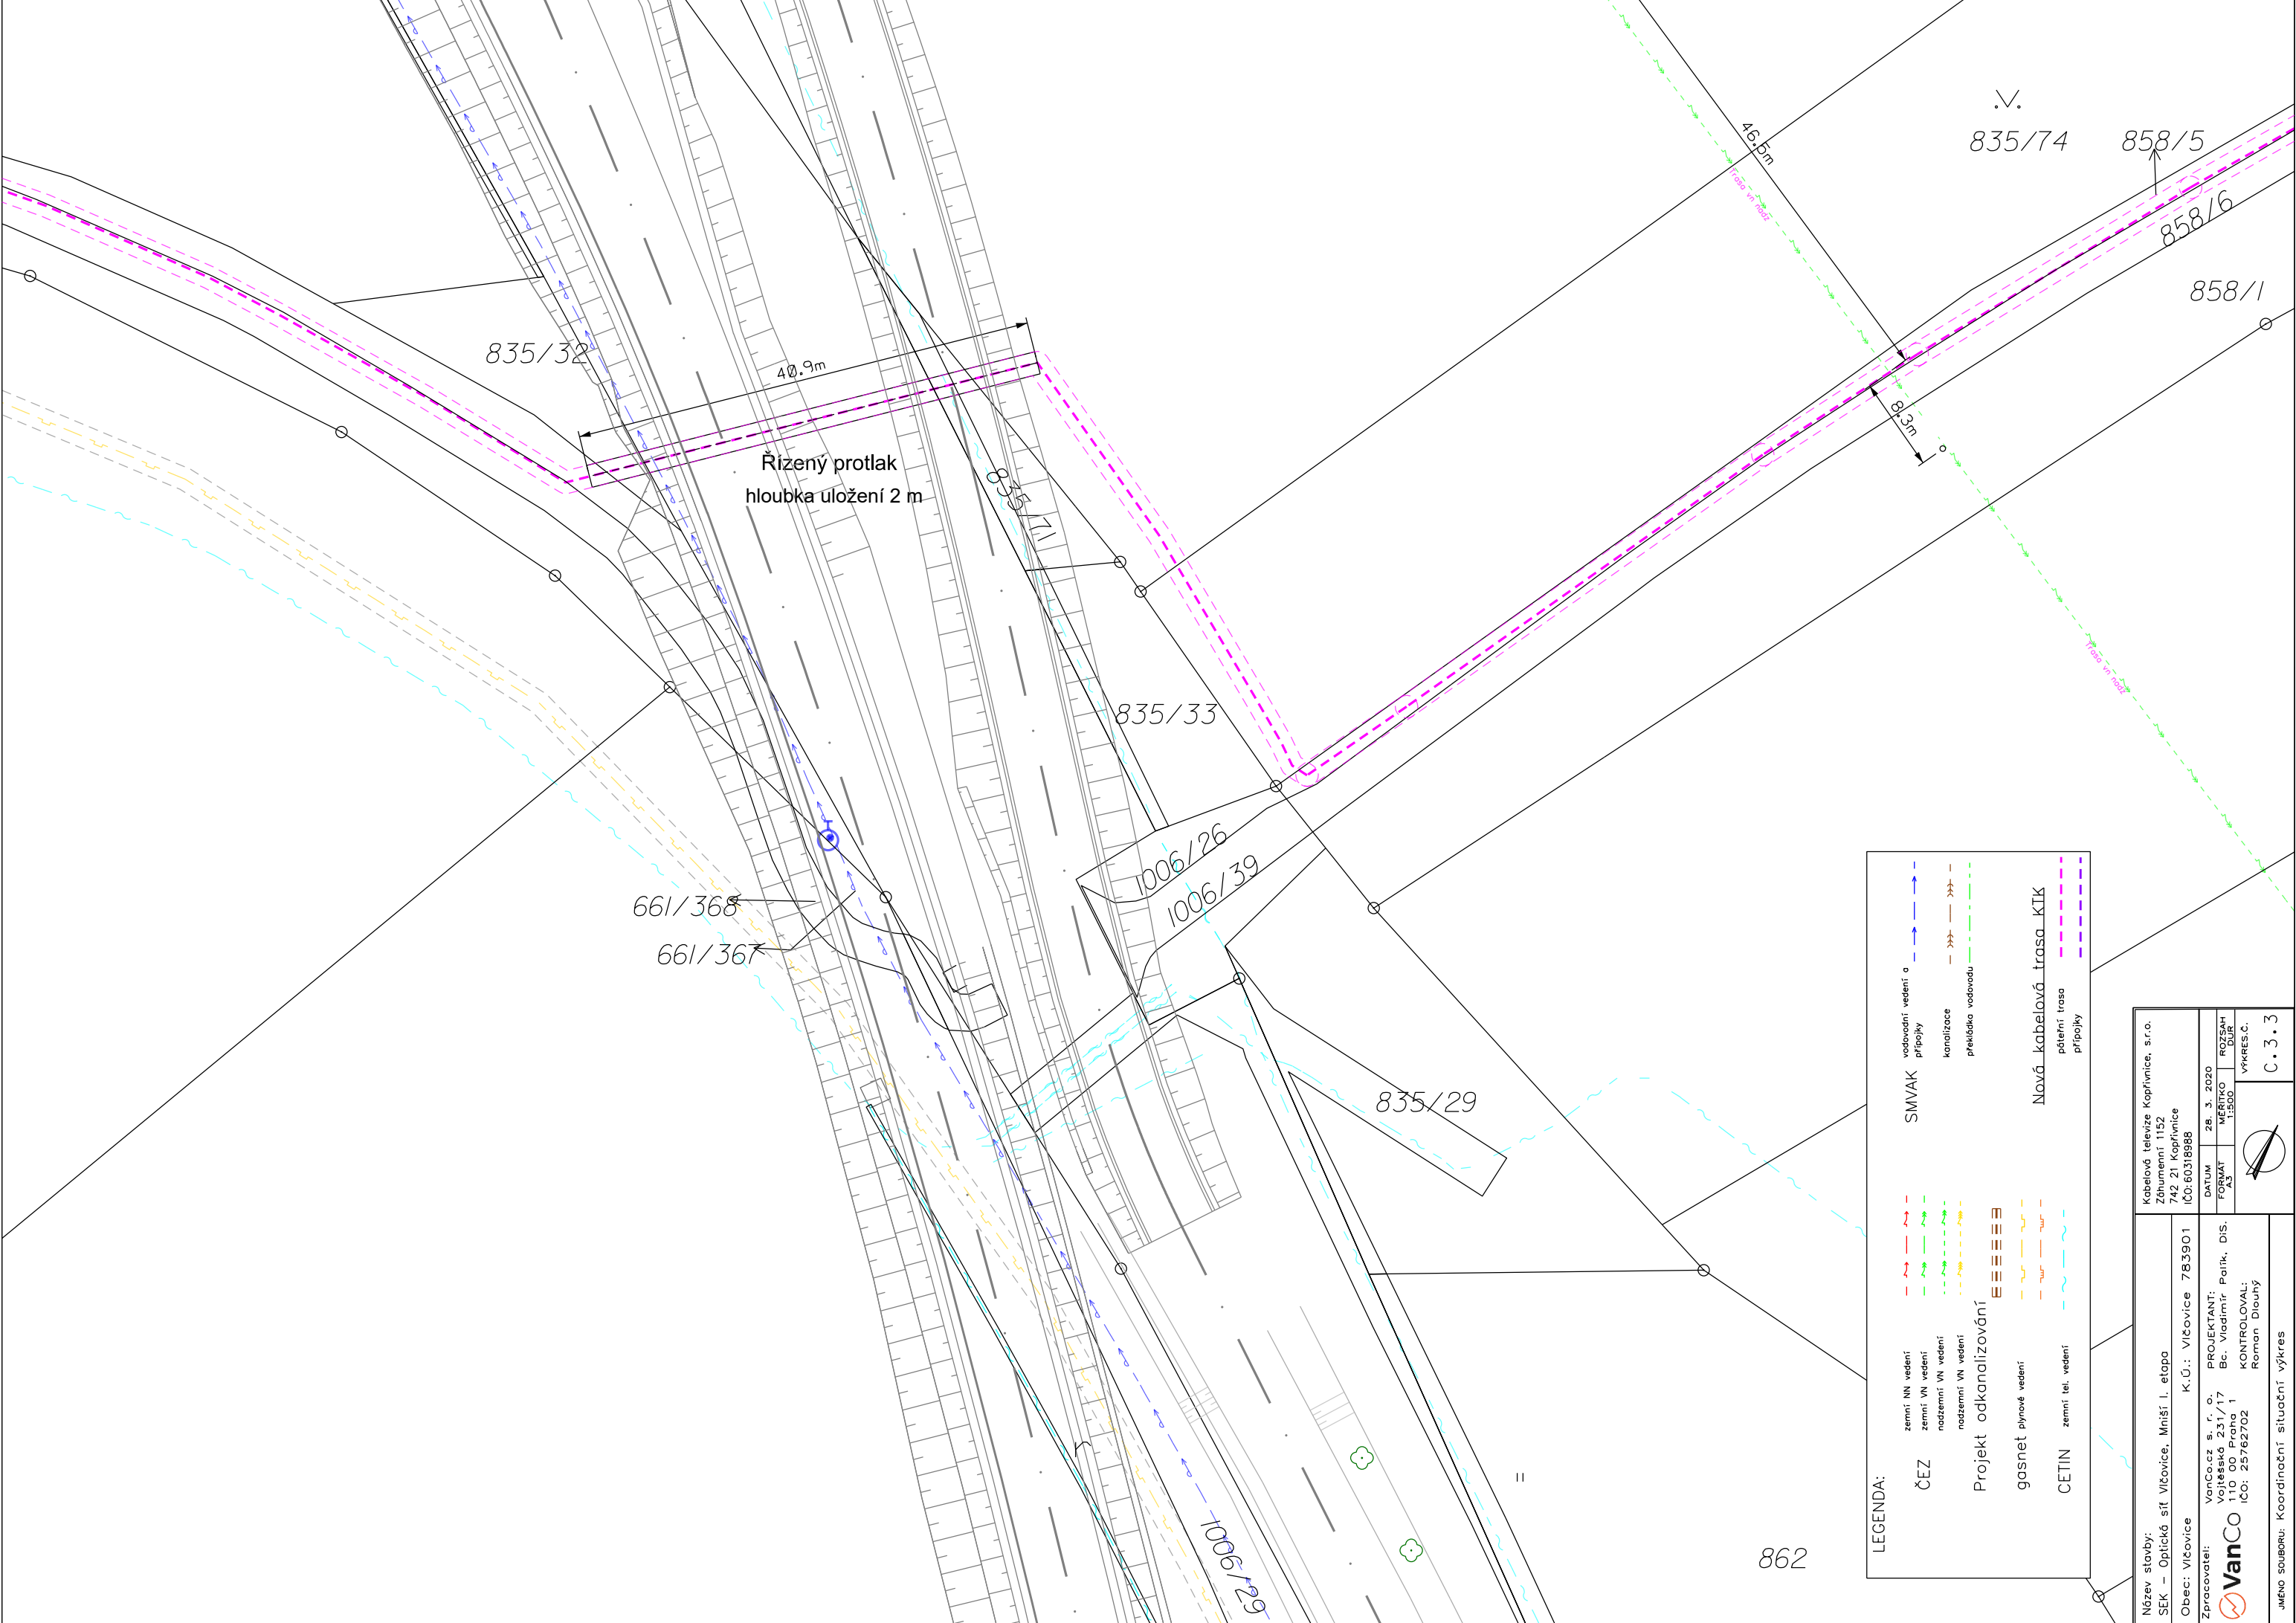 46.5m
835/74
858/5
858/6
858/1
Trasa vn nadz
835/32
40.9m
8.3m
Řízený protlak
hloubka uložení 2 m
835/71
Trasa vn nadz
835/33
1006/26
1006/39
661/368
661/367
835/29
1006/29
862
LEGENDA:
ČEZ
zemní NN vedení
zemní VN vedení
nadzemní VN vedení
nadzemní VN vedení
Projekt odkanalizování
gasnet plynové vedení
CETIN zemní tel. vedení
SMVAK vodovodní vedení a
přípojky
kanalizace
překládka vodovodu
Nová kabelová trasa KTK
páteřní trasa
přípojky
Název stavby:
SEK - Optická síť Vlčovice, Mniší I. etapa
Obec: Vlčovice K.Ú.: Vlčovice 783901
Zpracovatel:
VanCo
VanCo.cz s. r. o.
Vojtěšská 231/17
110 00 Praha 1
IČO: 25762702
PROJEKTANT:
Bc. Vladimír Palík, DiS.
KONTROLOVAL:
Roman Dlouhý
JMÉNO SOUBORU: Koordinační situační výkres
Kabelová televize Kopřivnice, s.r.o.
Záhumenní 1152
742 21 Kopřivnice
IČO:60318988
DATUM 28. 3. 2020
FORMÁT
A3
MĚŘÍTKO
1:500
ROZSAH
DUR
VÝKRES.Č.
C.3.3